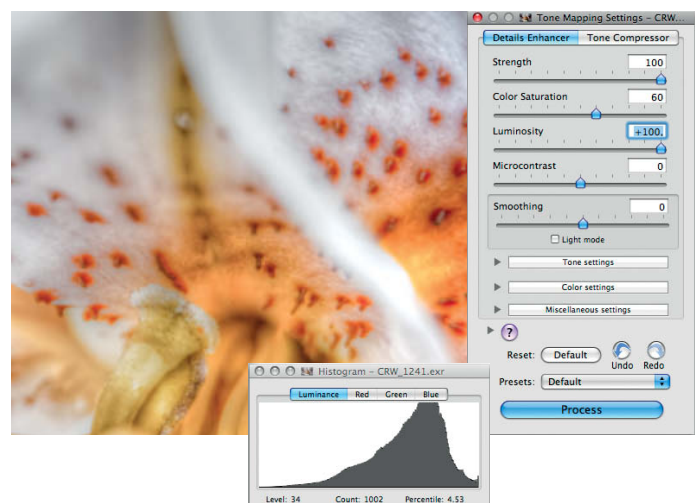 Tone Mapping Settings – CRW...
Details Enhancer Tone Compressor
Strength 100
Color Saturation 60
Luminosity +100
Microcontrast 0
Smoothing 0
Light mode
Tone settings
Color settings
Miscellaneous settings
?
Reset: Default Undo Redo
Presets: Default
Process
Histogram – CRW_1241.exr
Luminance Red Green Blue
Level: 34 Count: 1002 Percentile: 4.53